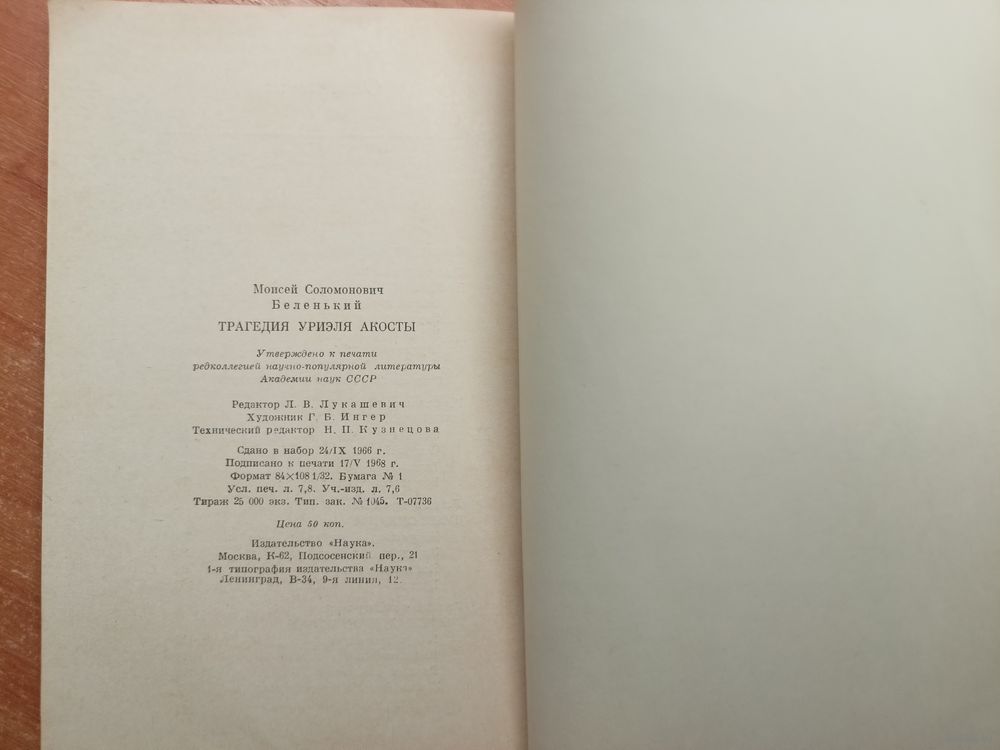 Моисей Соломонович
Беленький
ТРАГЕДИЯ УРИЭЛЯ АКОСТЫ
Утверждено к печати
редколлегией научно-популярной литературы
Академии наук СССР
Редактор Л. В. Лукашевич
Художник Г. Б. Ингер
Технический редактор Н. П. Кузнецова
Сдано в набор 24/IX 1966 г.
Подписано к печати 17/V 1968 г.
Формат 84×108 1/32. Бумага № 1
Усл. печ. л. 7,8. Уч.-изд. л. 7,6
Тираж 25 000 экз. Тип. зак. № 1045. Т-07736
Цена 50 коп.
Издательство «Наука».
Москва, К-62, Подсосенский пер., 21
1-я типография издательства «Наука»
Ленинград, В-34, 9-я линия, 12.